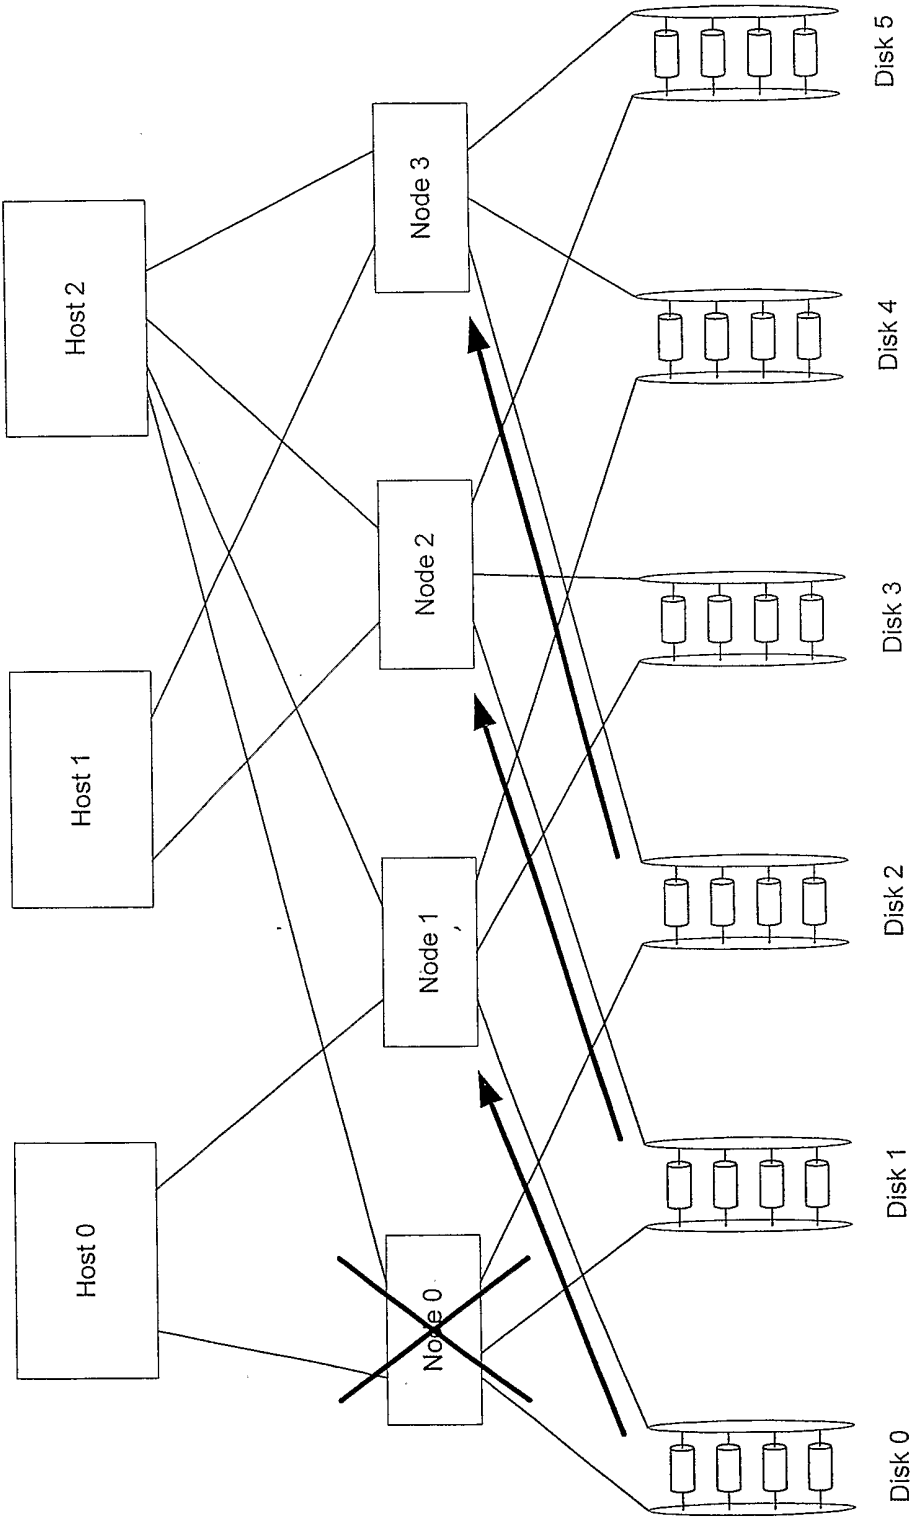 Host 0
Host 1
Host 2
Node 0
Node 1
Node 2
Node 3
Disk 0
Disk 1
Disk 2
Disk 3
Disk 4
Disk 5